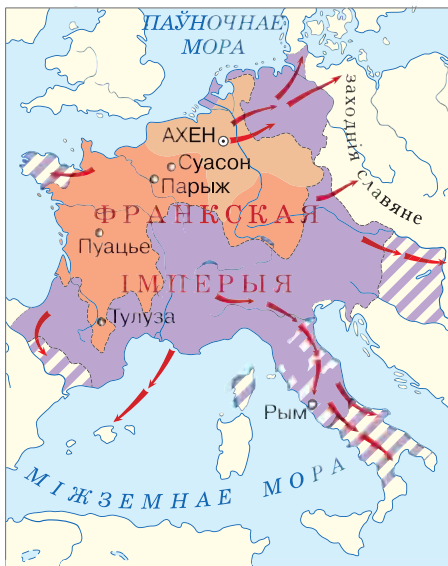 ПАЎНОЧНАЕ
МОРА
АХЕН
Суасон
Парыж
заходнія славяне
ФРАНКСКАЯ
Пуацье
ІМПЕРЫЯ
Тулуза
Рым
МІЖЗЕМНАЕ МОРА